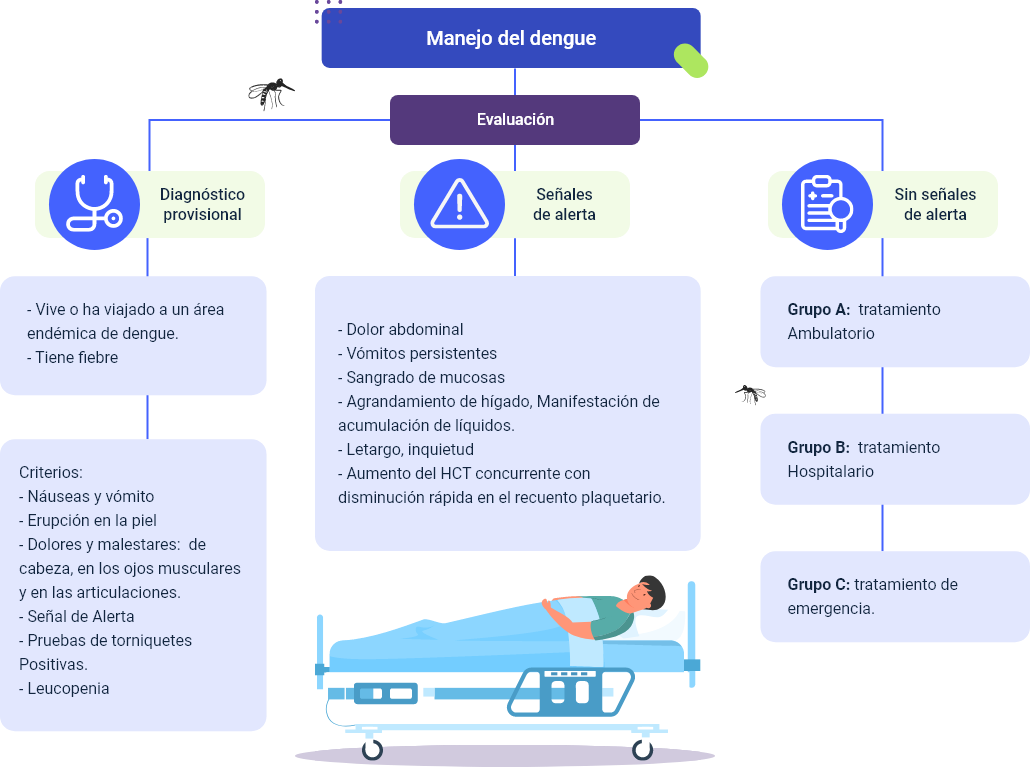 Manejo del dengue
Evaluación
Diagnóstico
provisional
- Vive o ha viajado a un área
endémica de dengue.
- Tiene fiebre
Criterios:
- Náuseas y vómito
- Erupción en la piel
- Dolores y malestares:  de
cabeza, en los ojos musculares
y en las articulaciones.
- Señal de Alerta
- Pruebas de torniquetes
Positivas.
- Leucopenia
Señales
de alerta
- Dolor abdominal
- Vómitos persistentes
- Sangrado de mucosas
- Agrandamiento de hígado, Manifestación de
acumulación de líquidos.
- Letargo, inquietud
- Aumento del HCT concurrente con
disminución rápida en el recuento plaquetario.
Sin señales
de alerta
Grupo A:  tratamiento
Ambulatorio
Grupo B:  tratamiento
Hospitalario
Grupo C: tratamiento de
emergencia.